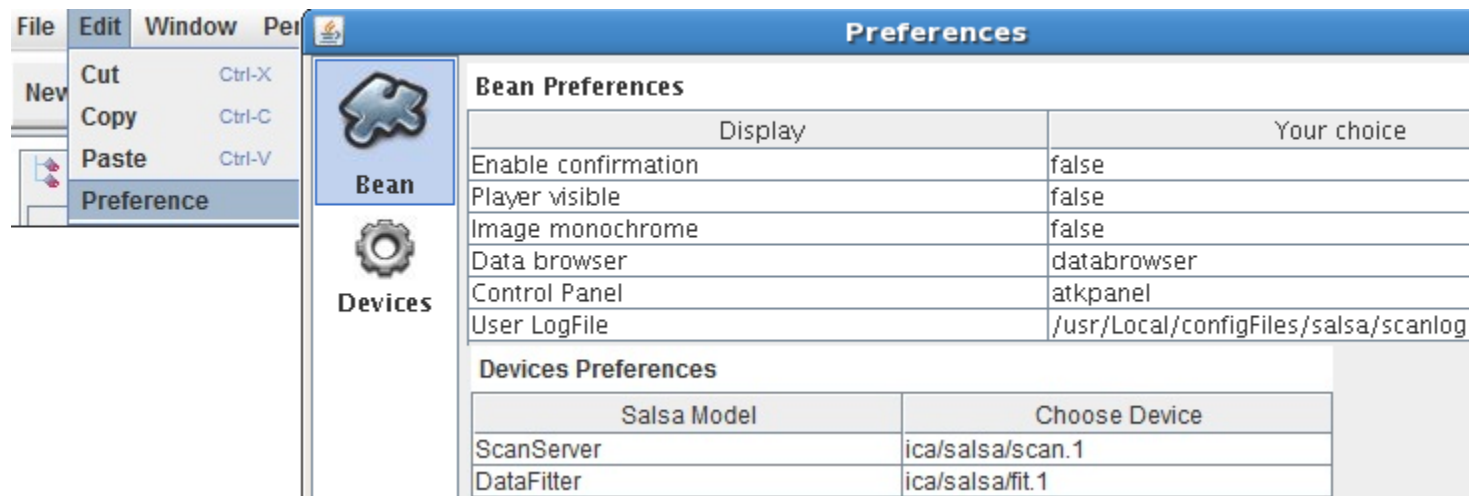 File Edit Window Per
Cut Ctrl-X
Copy Ctrl-C
Paste Ctrl-V
Preference
New
Preferences
Bean
Devices
Bean Preferences
Display Your choice
Enable confirmation false
Player visible false
Image monochrome false
Data browser databrowser
Control Panel atkpanel
User LogFile /usr/Local/configFiles/salsa/scanlog
Devices Preferences
Salsa Model Choose Device
ScanServer ica/salsa/scan.1
DataFitter ica/salsa/fit.1